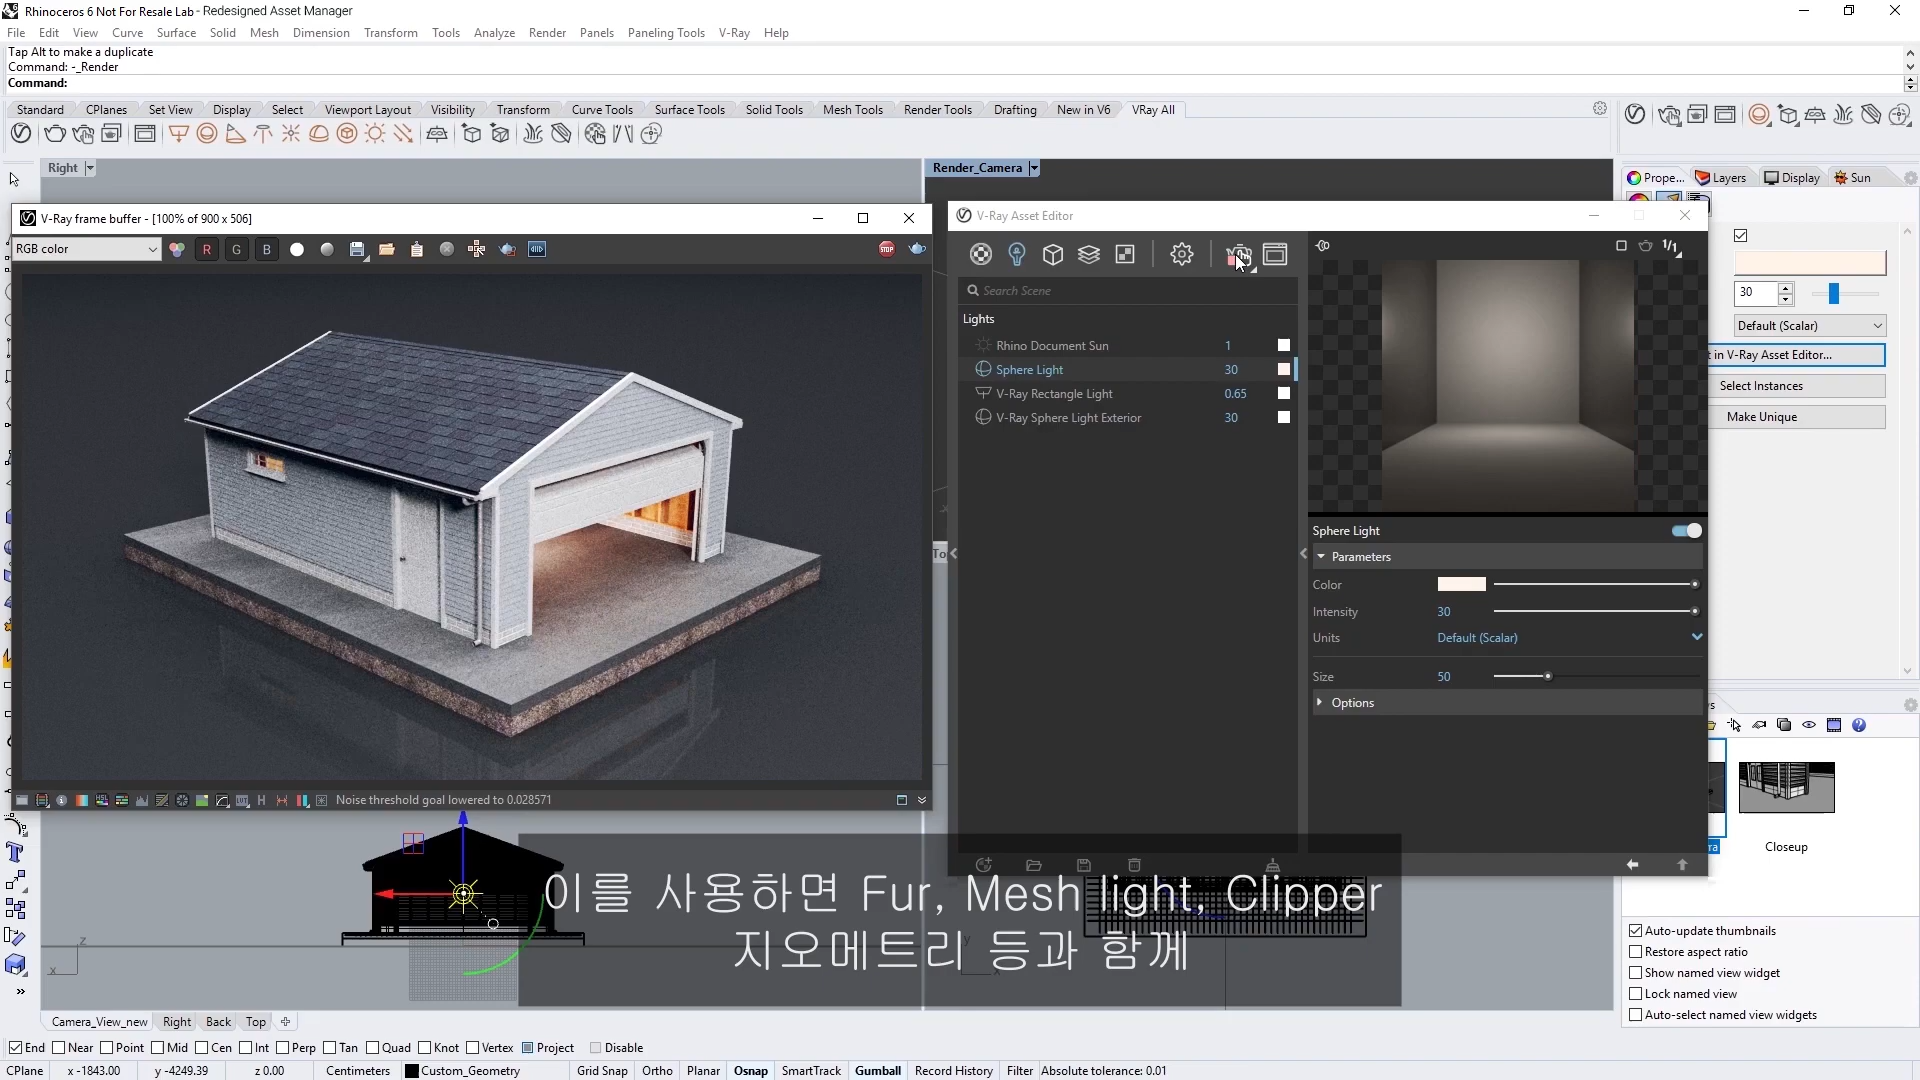 Rhinoceros 6 Not For Resale Lab - Redesigned Asset Manager
File Edit View Curve Surface Solid Mesh Dimension Transform Tools Analyze Render Panels Paneling Tools V-Ray Help
Tap Alt to make a duplicate
Command: -_Render
Command:
Standard CPlanes Set View Display Select Viewport Layout Visibility Transform Curve Tools Surface Tools Solid Tools Mesh Tools Render Tools Drafting New in V6 VRay All
Right
Render_Camera
Prope... Layers Display Sun
V-Ray frame buffer - [100% of 900 x 506]
V-Ray Asset Editor
RGB color
R G B
STOP
1/1
Search Scene
30
Lights
Rhino Document Sun 1
Default (Scalar)
Sphere Light 30
t in V-Ray Asset Editor...
V-Ray Rectangle Light 0.65
Select Instances
V-Ray Sphere Light Exterior 30
Make Unique
Sphere Light
To
Parameters
Color
Intensity 30
Units Default (Scalar)
Size 50
Options
s
Noise threshold goal lowered to 0.028571
ra
Closeup
이를 사용하면 Fur, Mesh light, Clipper
지오메트리 등과 함께
z
x
y
x
Auto-update thumbnails
Restore aspect ratio
Show named view widget
Lock named view
Auto-select named view widgets
Camera_View_new Right Back Top
End Near Point Mid Cen Int Perp Tan Quad Knot Vertex Project Disable
CPlane x -1843.00 y -4249.39 z 0.00 Centimeters Custom_Geometry Grid Snap Ortho Planar Osnap SmartTrack Gumball Record History Filter Absolute tolerance: 0.01